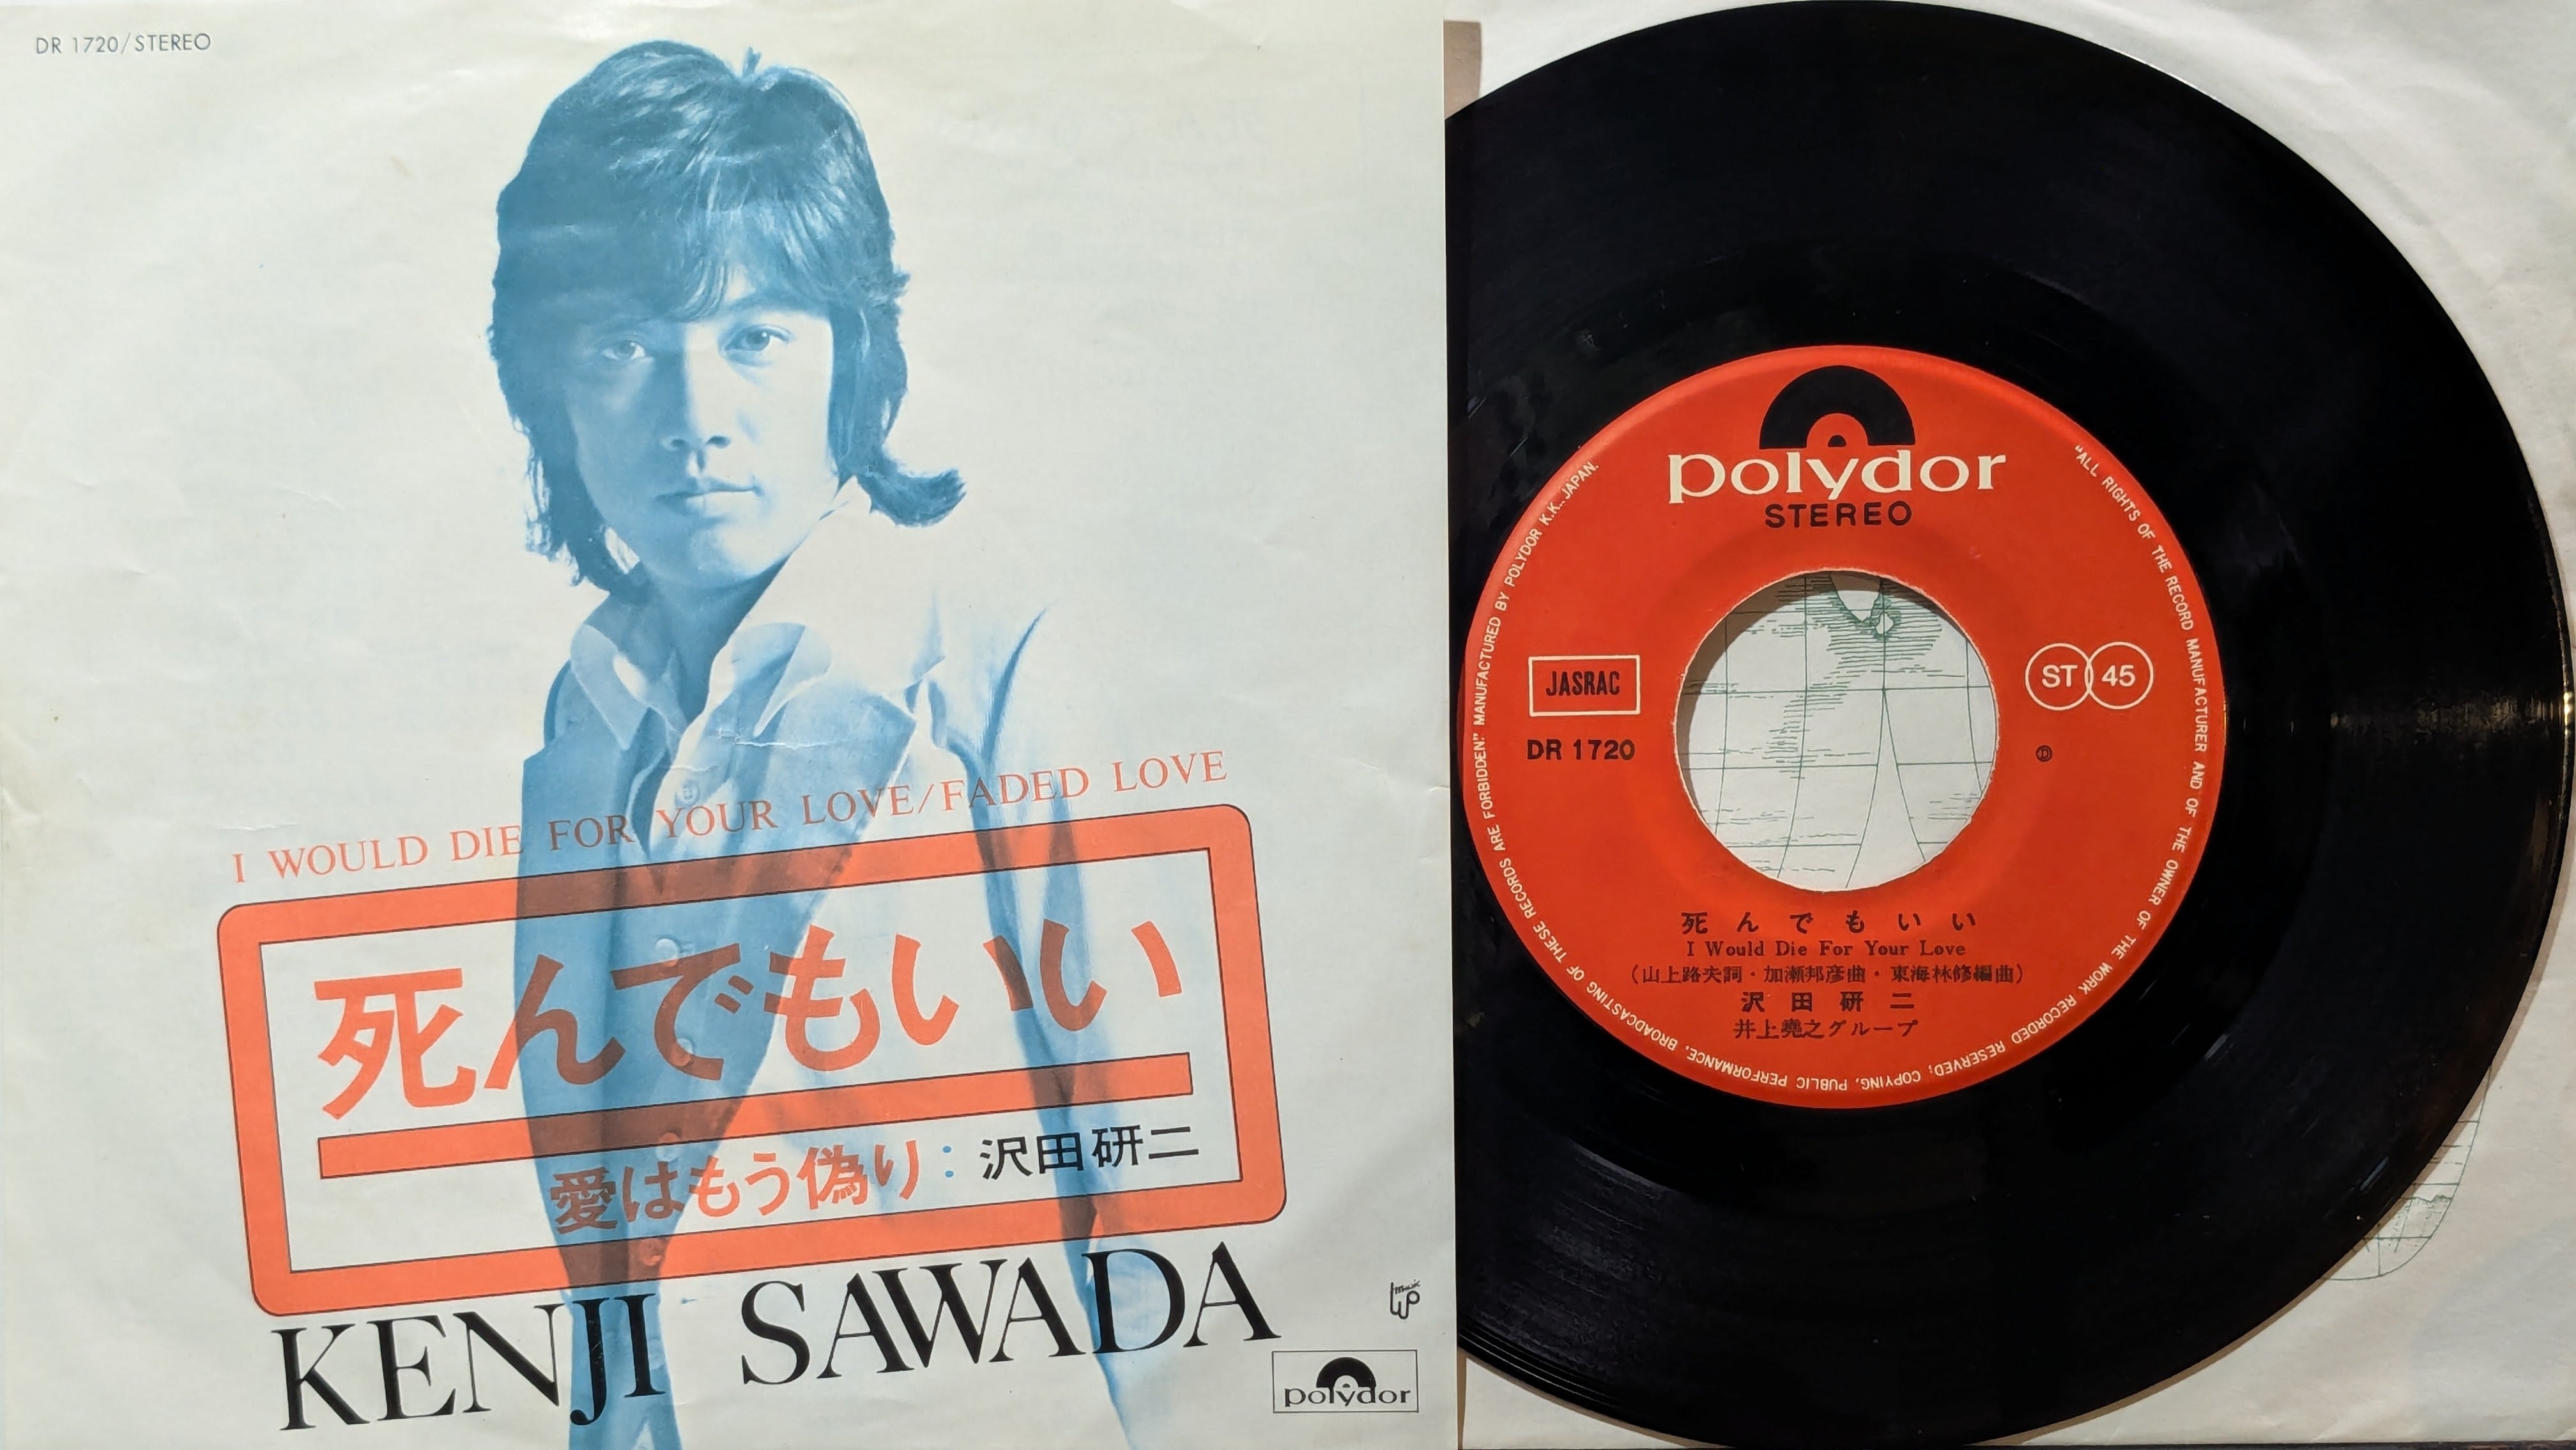 DR 1720/STEREO
I WOULD DIE FOR YOUR LOVE/FADED LOVE
死んでもいい
愛はもう偽り:沢田研二
KENJI SAWADA
polydor
polydor
STEREO
JASRAC
DR 1720
ST 45
Ⓟ
死んでもいい
I Would Die For Your Love
(山上路夫詞・加瀬邦彦曲・東海林修編曲)
沢田研二
井上堯之グループ
"ALL RIGHTS OF THE RECORD MANUFACTURER AND OF THE OWNER OF THE WORK RECORDED RESERVED; COPYING, PUBLIC PERFORMANCE, BROADCASTING OF THESE RECORDS ARE FORBIDDEN." MANUFACTURED BY POLYDOR K.K., JAPAN.